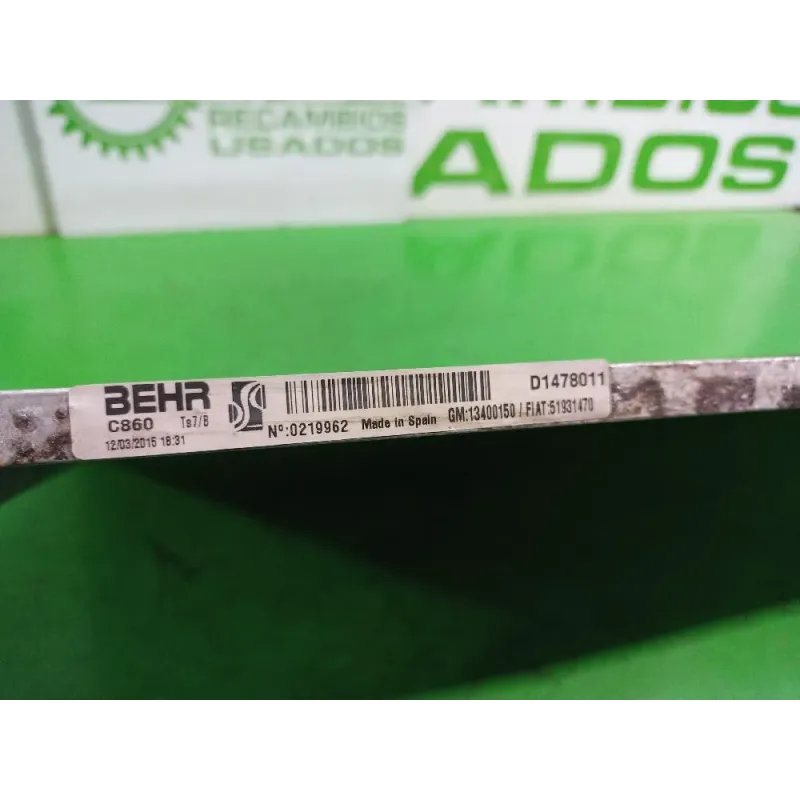 RECAMBIOS
USADOS
ADOS
BEHR
D1478011
C860 Ts7/B
Nº:0219962 Made in Spain GM:13400150 / FIAT:51931470
12/03/2015 18:31